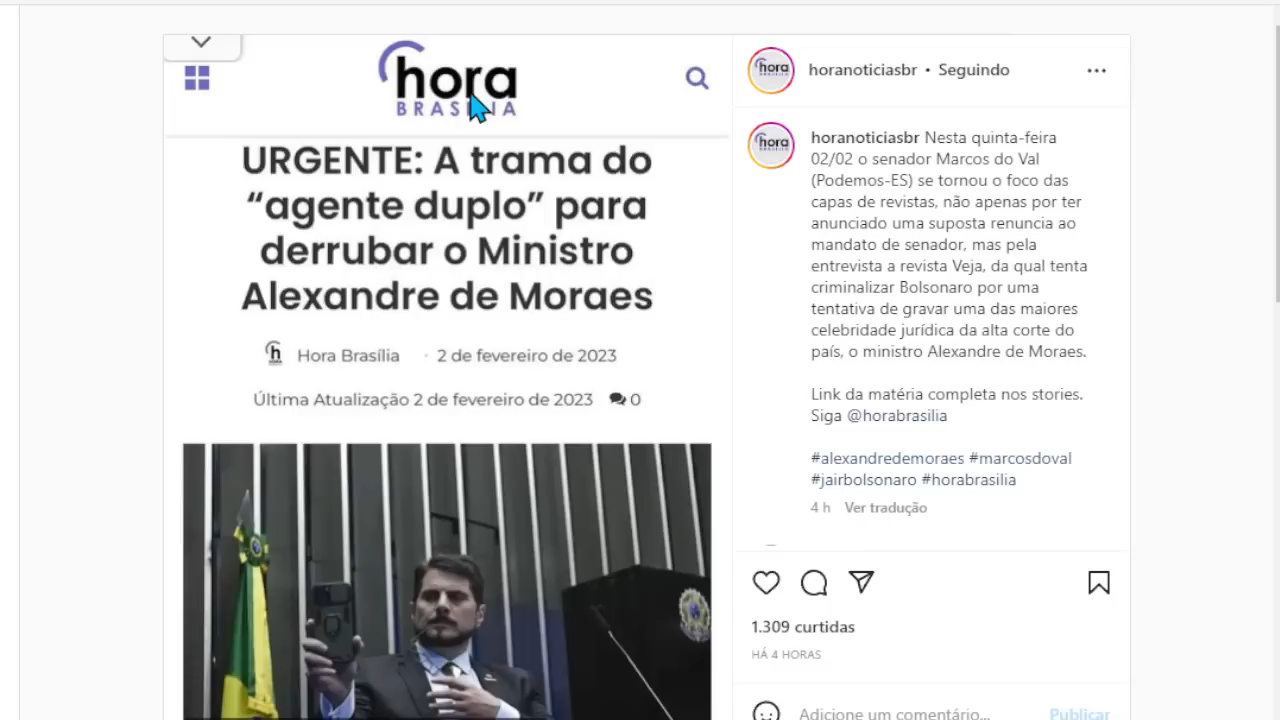 hora
BRASÍLIA
URGENTE: A trama do
“agente duplo” para
derrubar o Ministro
Alexandre de Moraes
Hora Brasília · 2 de fevereiro de 2023
Última Atualização 2 de fevereiro de 2023 0
horanoticiasbr • Seguindo
horanoticiasbr Nesta quinta-feira
02/02 o senador Marcos do Val
(Podemos-ES) se tornou o foco das
capas de revistas, não apenas por ter
anunciado uma suposta renuncia ao
mandato de senador, mas pela
entrevista a revista Veja, da qual tenta
criminalizar Bolsonaro por uma
tentativa de gravar uma das maiores
celebridade jurídica da alta corte do
país, o ministro Alexandre de Moraes.
Link da matéria completa nos stories.
Siga @horabrasilia
#alexandredemoraes #marcosdoval
#jairbolsonaro #horabrasilia
4 h Ver tradução
1.309 curtidas
HÁ 4 HORAS
Adicione um comentário...
Publicar